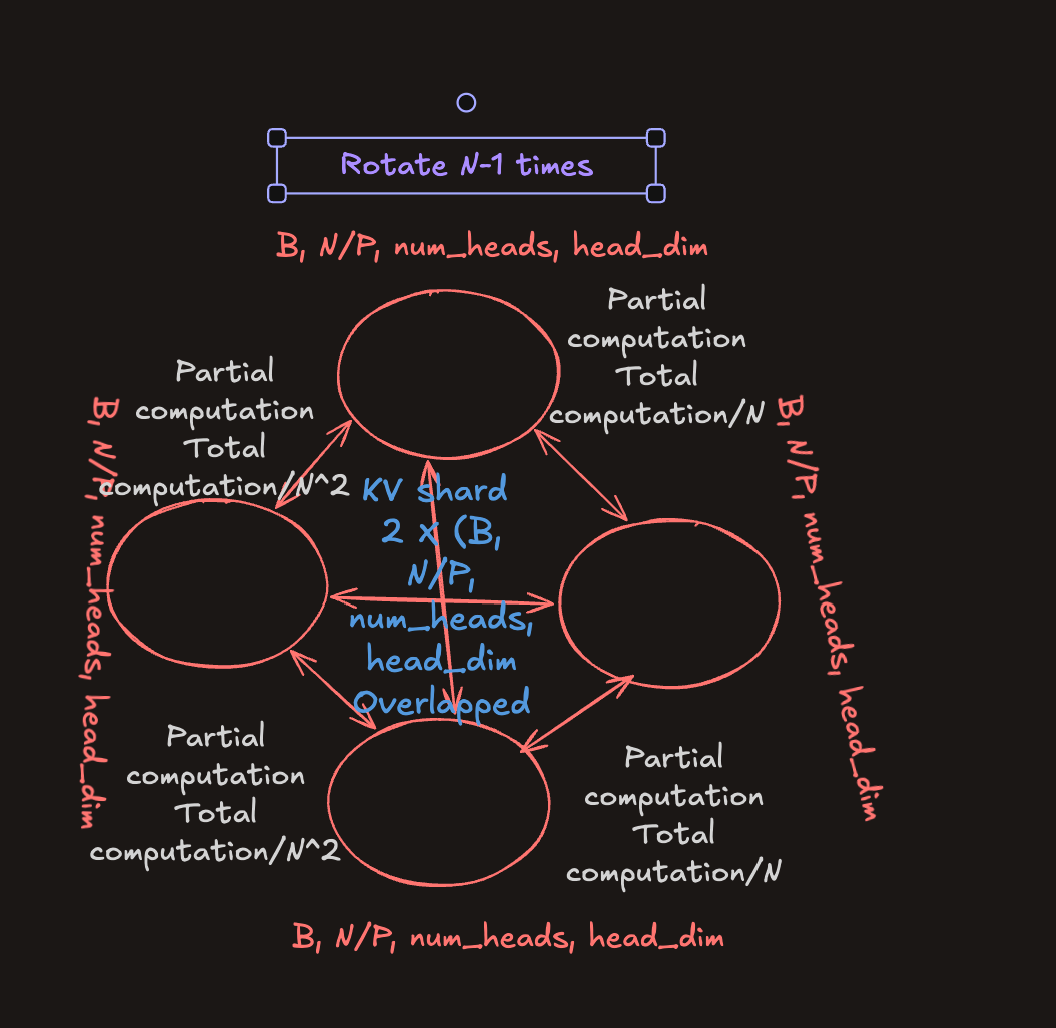 Rotate N-1 times
B, N/P, num_heads, head_dim
Partial
computation
Total
computation/N
Partial
computation
Total
computation/N^2
B, N/P, num_heads, head_dim
B, N/P, num_heads, head_dim
KV shard
2 x (B,
N/P,
num_heads,
head_dim
Overlapped
Partial
computation
Total
computation/N^2
Partial
computation
Total
computation/N
B, N/P, num_heads, head_dim